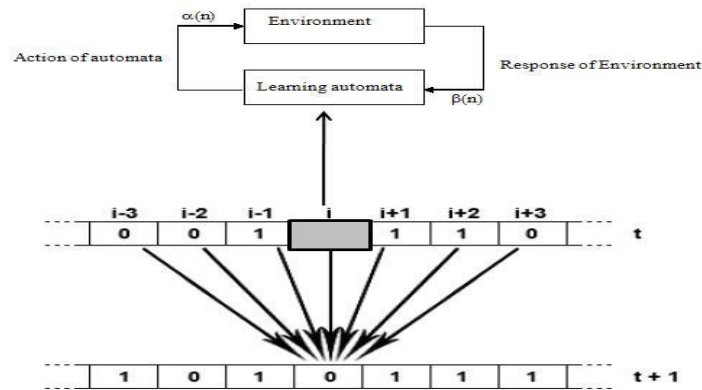 α(n)
Environment
Action of automata
Response of Environment
Learning automata
β(n)
i-3 i-2 i-1 i i+1 i+2 i+3
0 0 1 1 1 0 t
1 0 1 0 1 1 1 t + 1